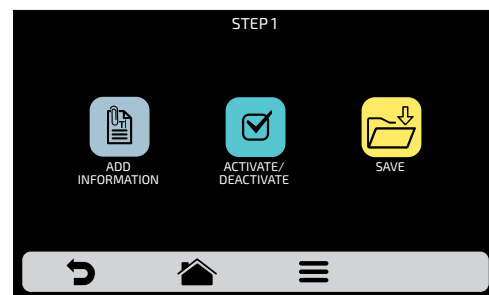 STEP 1
ADD
INFORMATION
ACTIVATE/
DEACTIVATE
SAVE